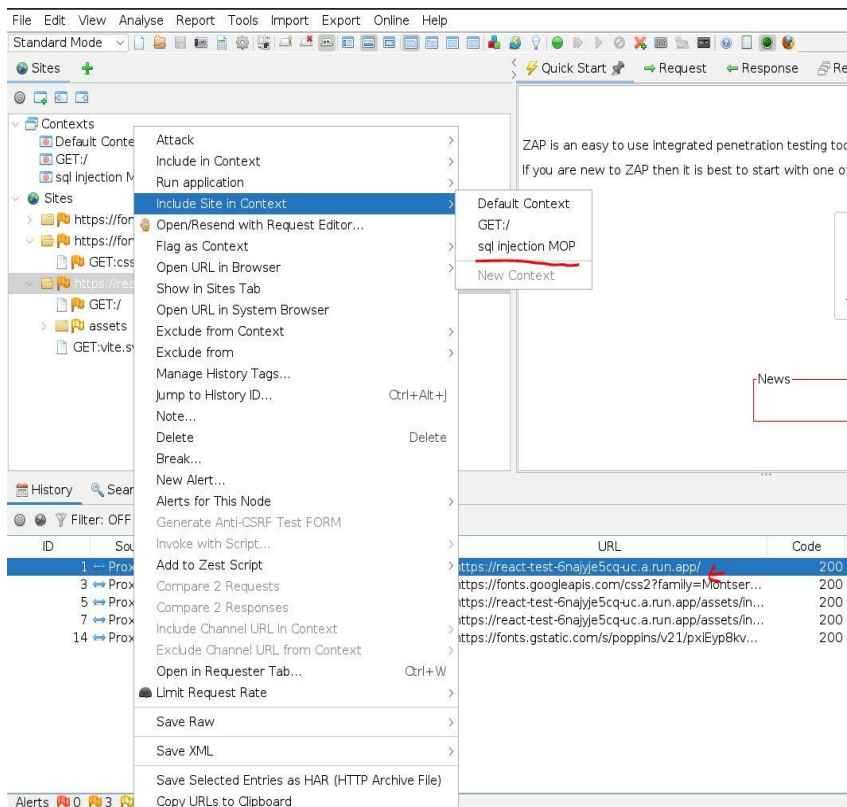 File Edit View Analyse Report Tools Import Export Online Help
Standard Mode
Sites
Quick Start Request Response Re
Contexts
Default Conte
GET:/
sql injection M
Sites
https://for
https://for
GET:css
https://rea
GET:/
assets
GET:vite.sv
Attack
Include in Context
Run application
Include Site in Context
Open/Resend with Request Editor...
Flag as Context
Open URL in Browser
Show in Sites Tab
Open URL in System Browser
Exclude from Context
Exclude from
Manage History Tags...
Jump to History ID... Ctrl+Alt+J
Note...
Delete Delete
Break...
New Alert...
Alerts for This Node
Generate Anti-CSRF Test FORM
Invoke with Script...
Add to Zest Script
Compare 2 Requests
Compare 2 Responses
Include Channel URL in Context
Exclude Channel URL from Context
Open in Requester Tab... Ctrl+W
Limit Request Rate
Save Raw
Save XML
Save Selected Entries as HAR (HTTP Archive File)
Copy URLs to Clipboard
Default Context
GET:/
sql injection MOP
New Context
ZAP is an easy to use integrated penetration testing too
If you are new to ZAP then it is best to start with one o
News
History Sear
Filter: OFF
ID Sou URL Code
1 Prox https://react-test-6najyje5cq-uc.a.run.app/ 200
3 Prox https://fonts.googleapis.com/css2?family=Montser... 200
5 Prox https://react-test-6najyje5cq-uc.a.run.app/assets/in... 200
7 Prox https://react-test-6najyje5cq-uc.a.run.app/assets/in... 200
14 Prox https://fonts.gstatic.com/s/poppins/v21/pxiEyp8kv... 200
Alerts 0 3